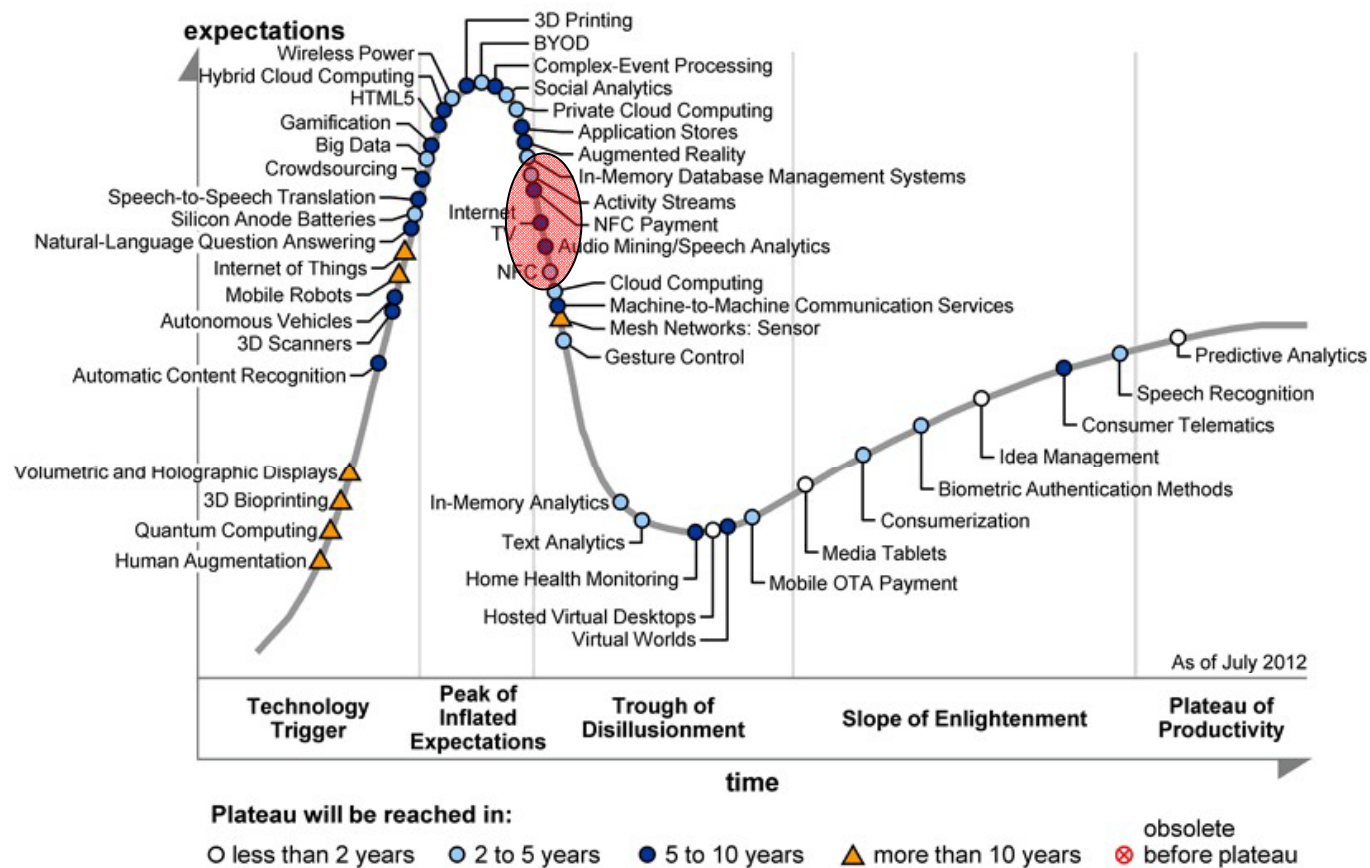 expectations
3D Printing
BYOD
Wireless Power
Complex-Event Processing
Hybrid Cloud Computing
Social Analytics
HTML5
Private Cloud Computing
Gamification
Application Stores
Big Data
Augmented Reality
Crowdsourcing
In-Memory Database Management Systems
Speech-to-Speech Translation
Activity Streams
Silicon Anode Batteries
Internet
TV
NFC Payment
Natural-Language Question Answering
Audio Mining/Speech Analytics
Internet of Things
NFC
Cloud Computing
Mobile Robots
Machine-to-Machine Communication Services
Autonomous Vehicles
Mesh Networks: Sensor
3D Scanners
Gesture Control
Predictive Analytics
Automatic Content Recognition
Speech Recognition
Consumer Telematics
Idea Management
Volumetric and Holographic Displays
Biometric Authentication Methods
3D Bioprinting
In-Memory Analytics
Consumerization
Quantum Computing
Text Analytics
Media Tablets
Human Augmentation
Home Health Monitoring
Mobile OTA Payment
Hosted Virtual Desktops
Virtual Worlds
As of July 2012
Technology
Trigger
Peak of
Inflated
Expectations
Trough of
Disillusionment
Slope of Enlightenment
Plateau of
Productivity
time
Plateau will be reached in:
less than 2 years
2 to 5 years
5 to 10 years
more than 10 years
obsolete
before plateau